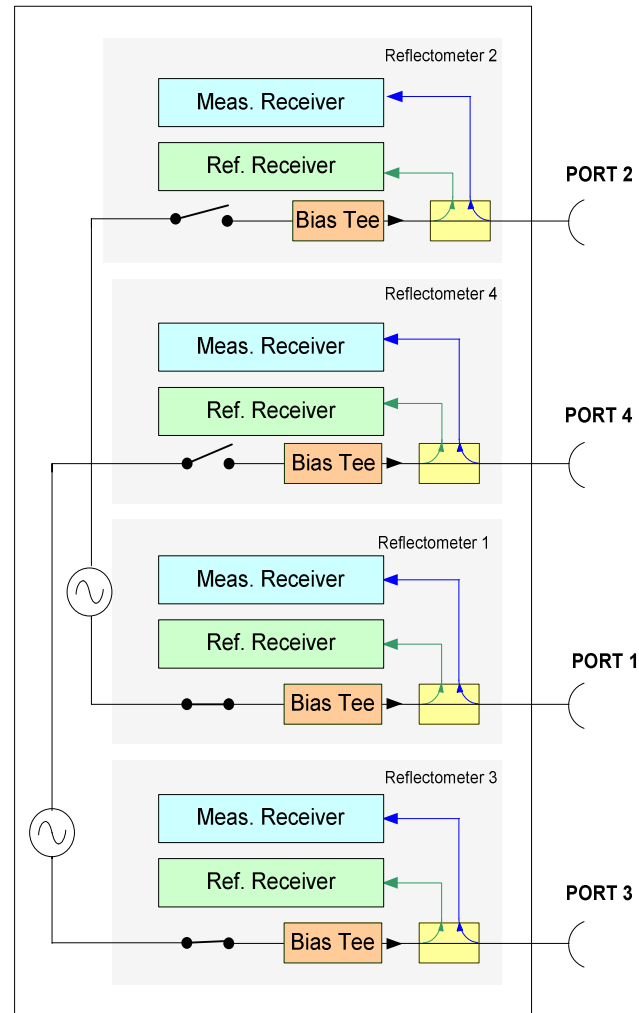 Reflectometer 2
Meas. Receiver
Ref. Receiver
PORT 2
Bias Tee
Reflectometer 4
Meas. Receiver
Ref. Receiver
PORT 4
Bias Tee
Reflectometer 1
Meas. Receiver
Ref. Receiver
PORT 1
Bias Tee
Reflectometer 3
Meas. Receiver
Ref. Receiver
PORT 3
Bias Tee